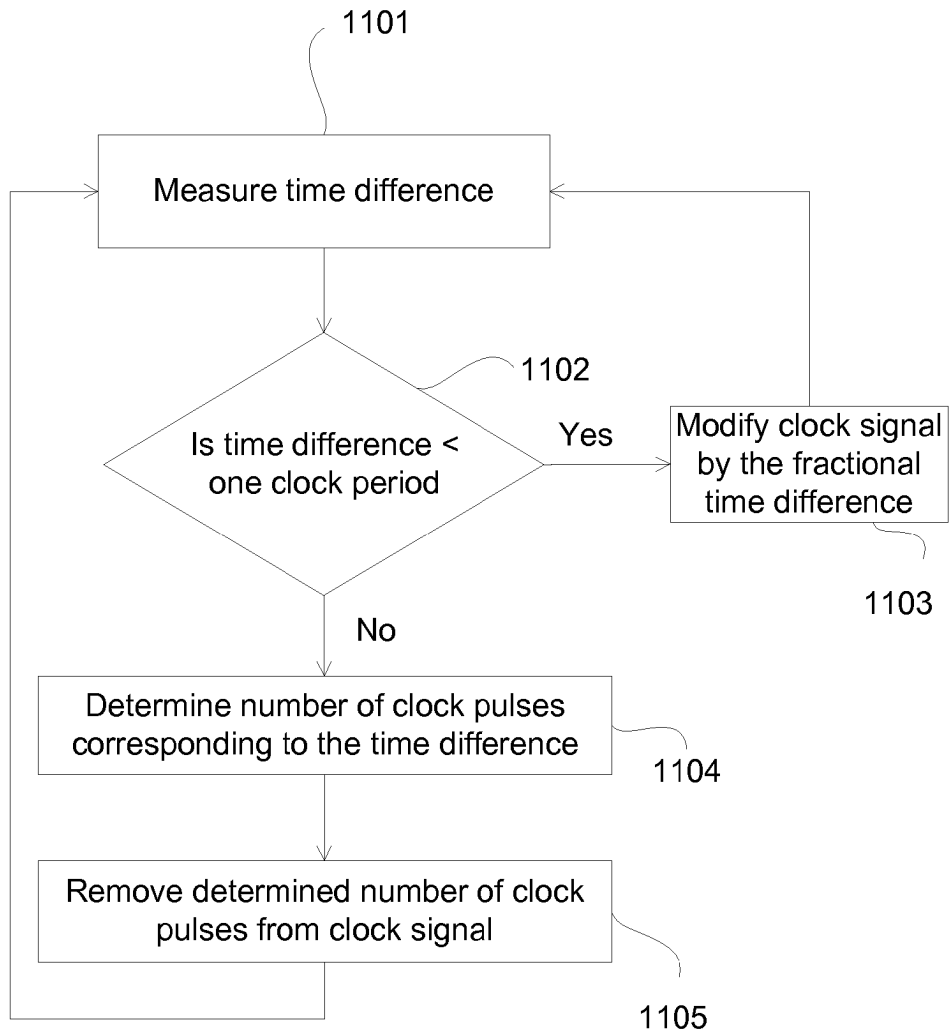 1101
Measure time difference
1102
Is time difference <
one clock period
Yes
Modify clock signal
by the fractional
time difference
1103
No
Determine number of clock pulses
corresponding to the time difference
1104
Remove determined number of clock
pulses from clock signal
1105